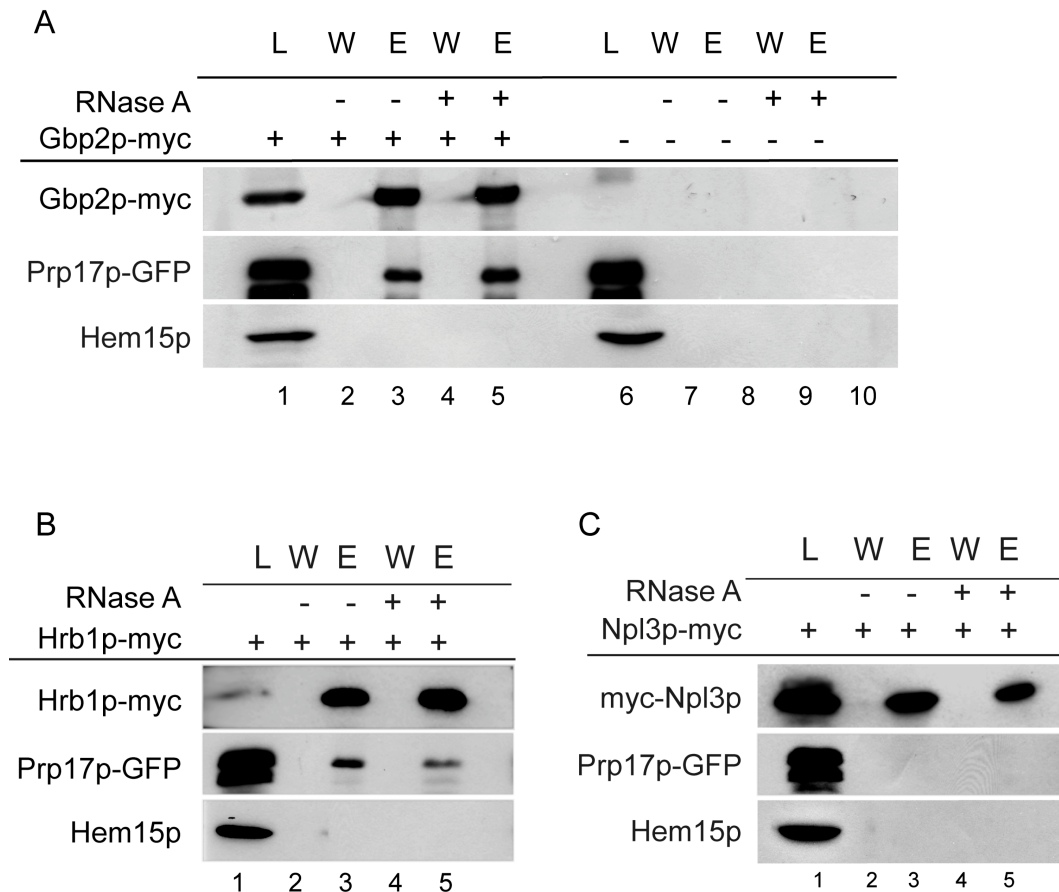 A
L W E W E L W E W E
RNase A - - + + - - + +
Gbp2p-myc + + + + + - - - - -
Gbp2p-myc
Prp17p-GFP
Hem15p
1 2 3 4 5 6 7 8 9 10
B
L W E W E
RNase A - - + +
Hrb1p-myc + + + + +
Hrb1p-myc
Prp17p-GFP
Hem15p
1 2 3 4 5
C
L W E W E
RNase A - - + +
Npl3p-myc + + + + +
myc-Npl3p
Prp17p-GFP
Hem15p
1 2 3 4 5